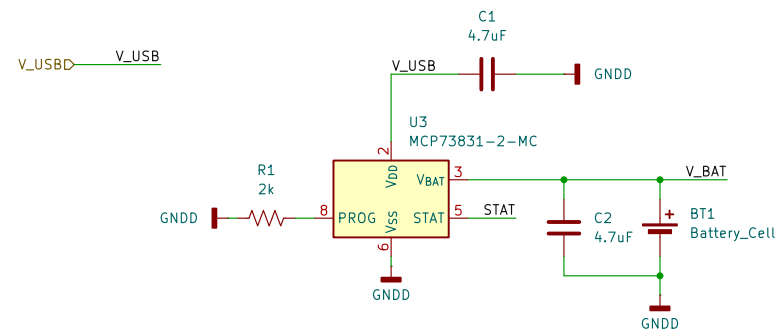 C1
4.7uF
V_USB
V_USB
V_USB
GNDD
U3
MCP73831-2-MC
2
VDD
R1
2k
VBAT
3
V_BAT
GNDD
8
PROG
STAT
5
STAT
VSS
6
C2
4.7uF
+
BT1
Battery_Cell
GNDD
GNDD